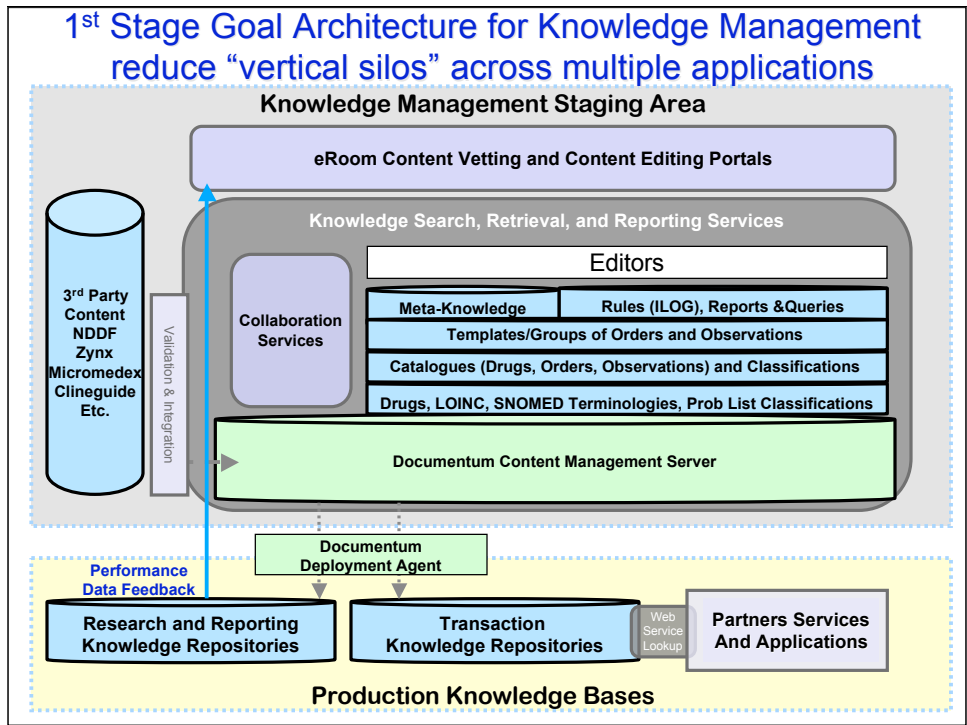 1st Stage Goal Architecture for Knowledge Management
reduce “vertical silos” across multiple applications
Knowledge Management Staging Area
eRoom Content Vetting and Content Editing Portals
Knowledge Search, Retrieval, and Reporting Services
Editors
3rd Party
Content
NDDF
Zynx
Micromedex
Clineguide
Etc.
Validation & Integration
Collaboration
Services
Meta-Knowledge
Rules (ILOG), Reports &Queries
Templates/Groups of Orders and Observations
Catalogues (Drugs, Orders, Observations) and Classifications
Drugs, LOINC, SNOMED Terminologies, Prob List Classifications
Documentum Content Management Server
Documentum
Deployment Agent
Performance
Data Feedback
Research and Reporting
Knowledge Repositories
Transaction
Knowledge Repositories
Web
Service
Lookup
Partners Services
And Applications
Production Knowledge Bases